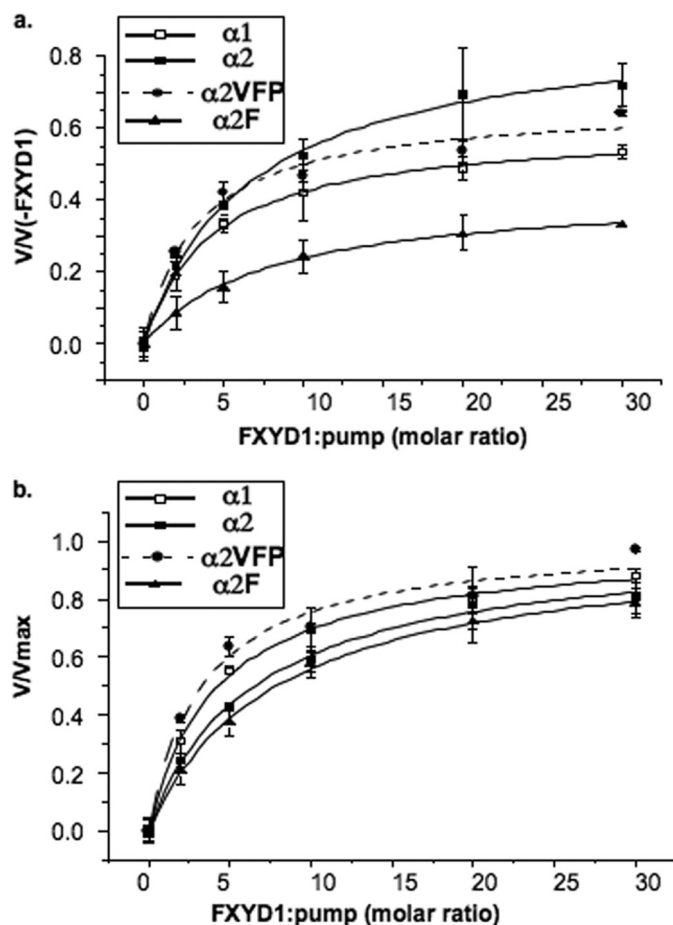 a.
α1
α2
α2VFP
α2F
V/V(-FXYD1)
0.8
0.6
0.4
0.2
0.0
0 5 10 15 20 25 30
FXYD1:pump (molar ratio)
b.
α1
α2
α2VFP
α2F
V/Vmax
1.0
0.8
0.6
0.4
0.2
0.0
0 5 10 15 20 25 30
FXYD1:pump (molar ratio)